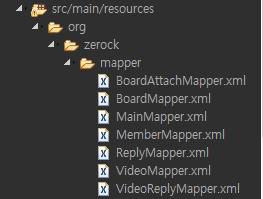 src/main/resources
org
zerock
mapper
BoardAttachMapper.xml
BoardMapper.xml
MainMapper.xml
MemberMapper.xml
ReplyMapper.xml
VideoMapper.xml
VideoReplyMapper.xml